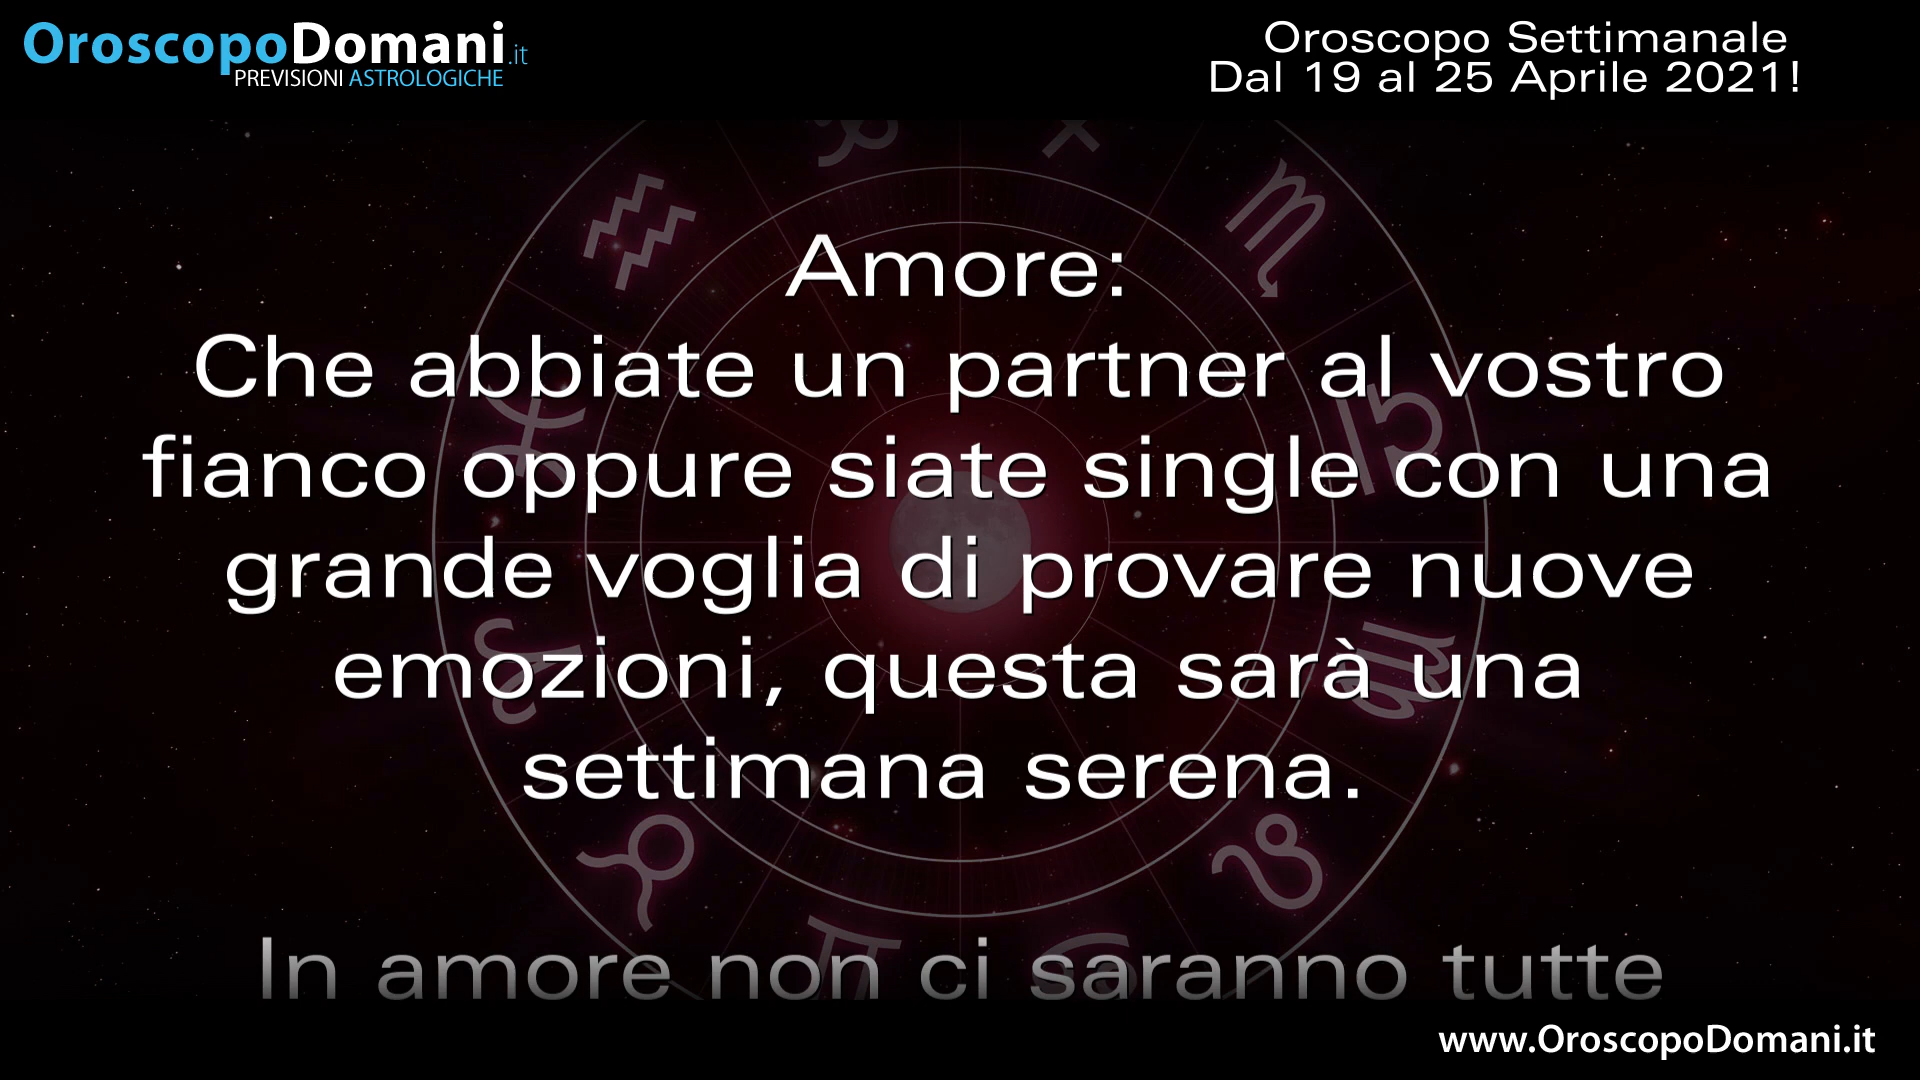 OroscopoDomani.it
PREVISIONI ASTROLOGICHE
Oroscopo Settimanale
Dal 19 al 25 Aprile 2021!
Amore:
Che abbiate un partner al vostro
fianco oppure siate single con una
grande voglia di provare nuove
emozioni, questa sarà una
settimana serena.
In amore non ci saranno tutte
www.OroscopoDomani.it